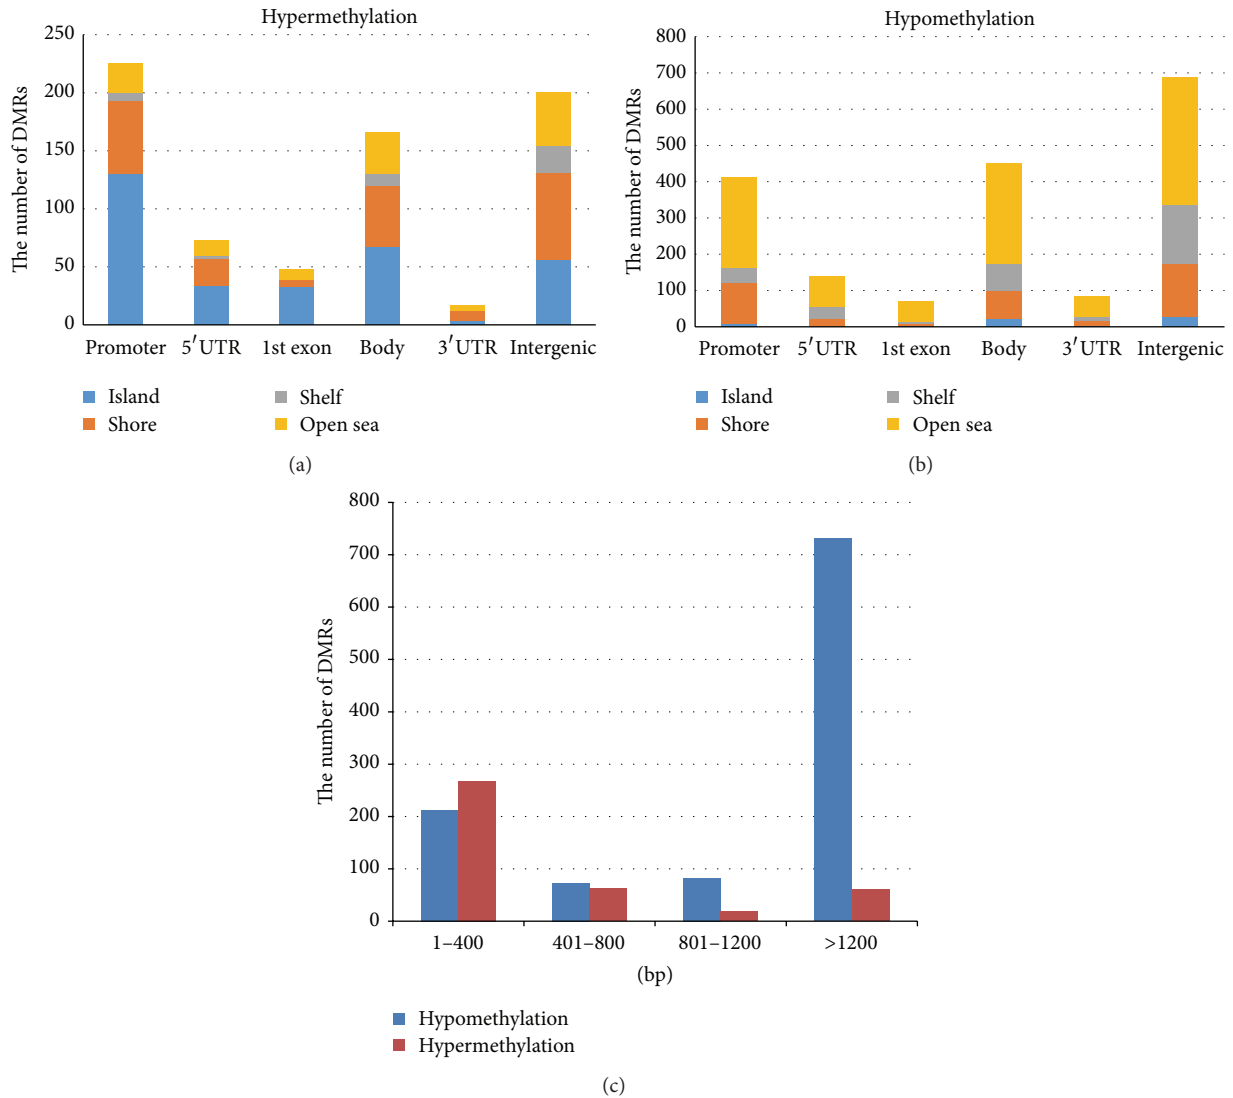 Hypermethylation
The number of DMRs
250
200
150
100
50
0
Promoter 5′UTR 1st exon Body 3′UTR Intergenic
Island
Shore
Shelf
Open sea
(a)
Hypomethylation
The number of DMRs
800
700
600
500
400
300
200
100
0
Promoter 5′UTR 1st exon Body 3′UTR Intergenic
Island
Shore
Shelf
Open sea
(b)
The number of DMRs
800
700
600
500
400
300
200
100
0
1–400 401–800 801–1200 >1200
(bp)
Hypomethylation
Hypermethylation
(c)